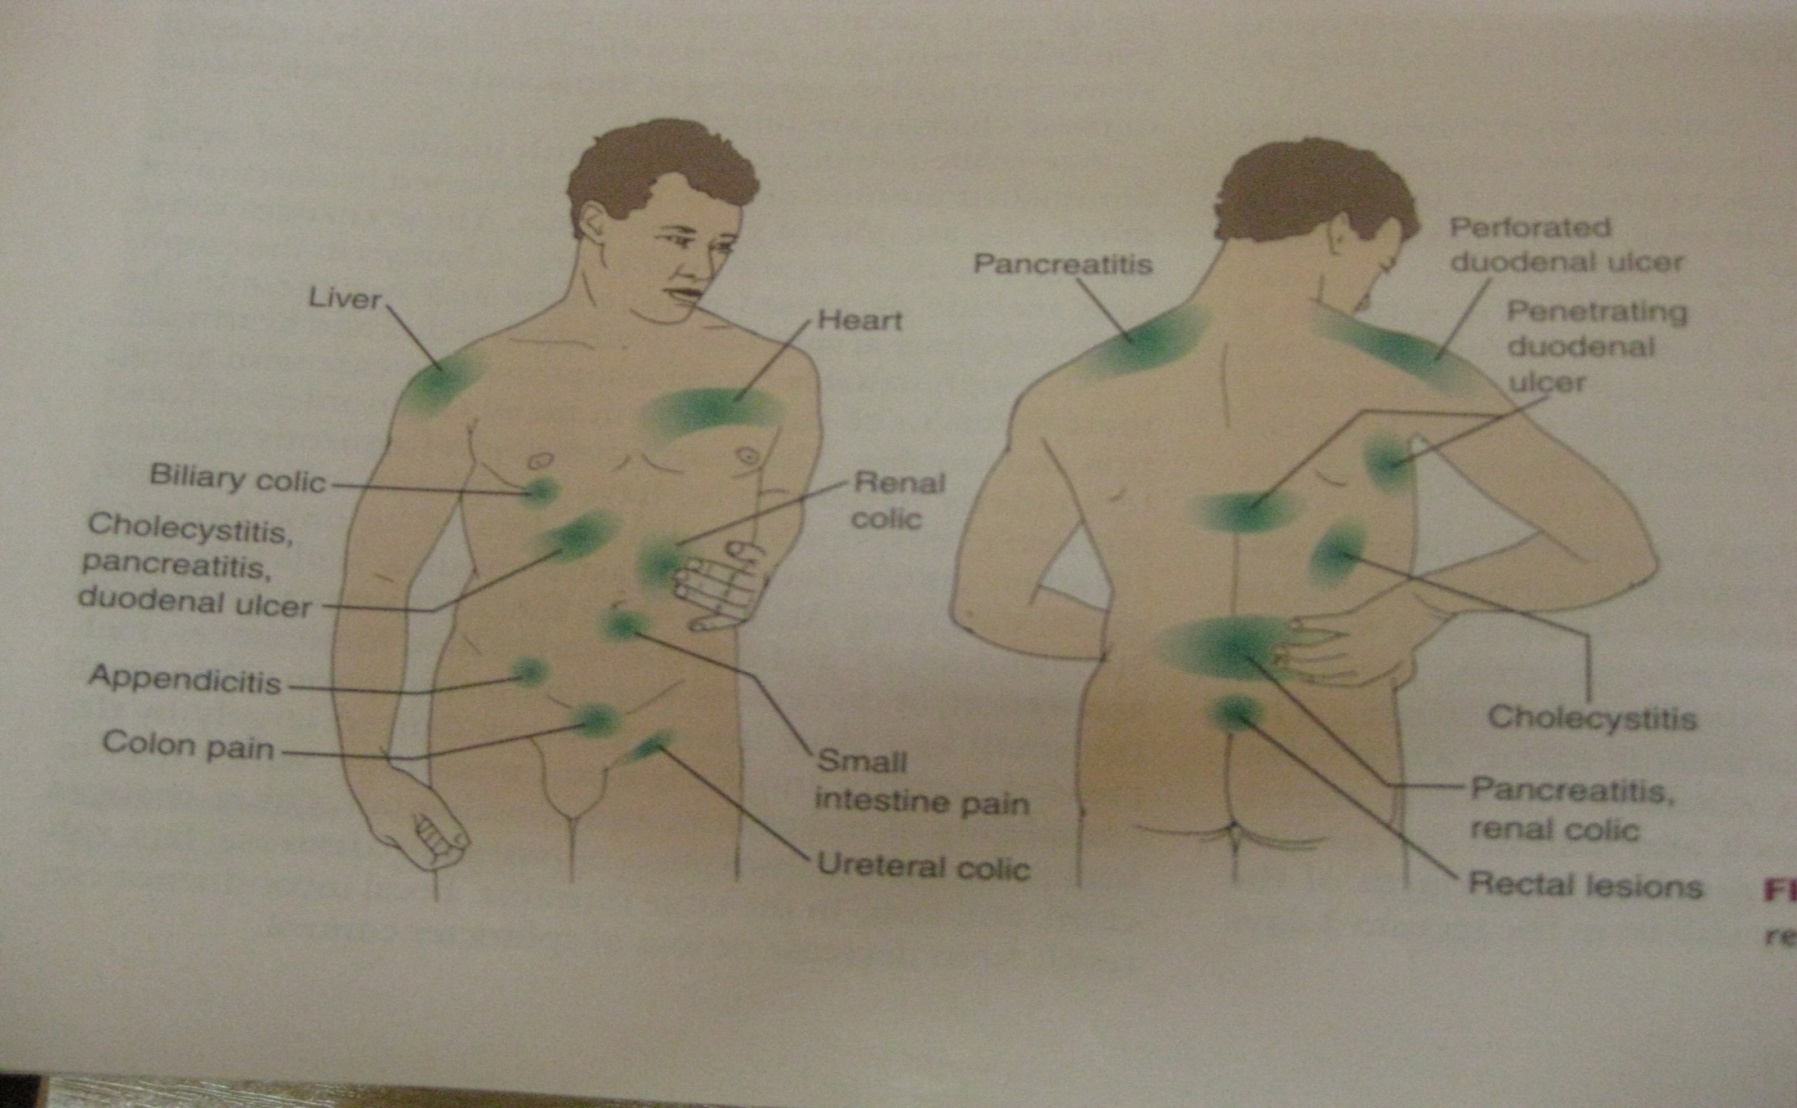 Liver
Heart
Biliary colic
Renal
colic
Cholecystitis,
pancreatitis,
duodenal ulcer
Appendicitis
Colon pain
Small
intestine pain
Ureteral colic
Pancreatitis
Perforated
duodenal ulcer
Penetrating
duodenal
ulcer
Cholecystitis
Pancreatitis,
renal colic
Rectal lesions